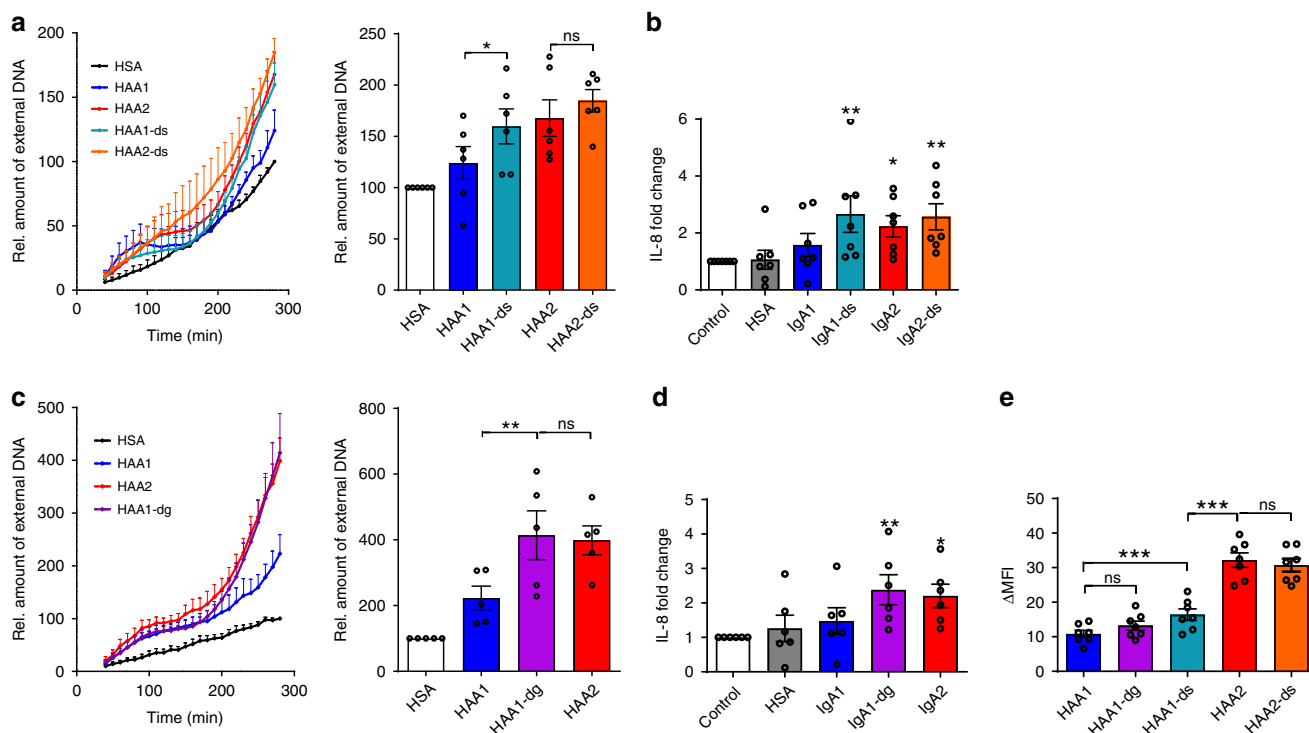 a
Rel. amount of external DNA
200
150
100
50
0
0
100
200
300
Time (min)
HSA
HAA1
HAA2
HAA1-ds
HAA2-ds
Rel. amount of external DNA
250
200
150
100
50
0
*
ns
HSA
HAA1
HAA1-ds
HAA2
HAA2-ds
b
IL-8 fold change
6
4
2
0
**
*
**
Control
HSA
IgA1
IgA1-ds
IgA2
IgA2-ds
c
Rel. amount of external DNA
500
400
300
200
100
0
0
100
200
300
Time (min)
HSA
HAA1
HAA2
HAA1-dg
Rel. amount of external DNA
800
600
400
200
0
**
ns
HSA
HAA1
HAA1-dg
HAA2
d
IL-8 fold change
5
4
3
2
1
0
**
*
Control
HSA
IgA1
IgA1-dg
IgA2
e
ΔMFI
50
40
30
20
10
0
ns
***
***
ns
HAA1
HAA1-dg
HAA1-ds
HAA2
HAA2-ds